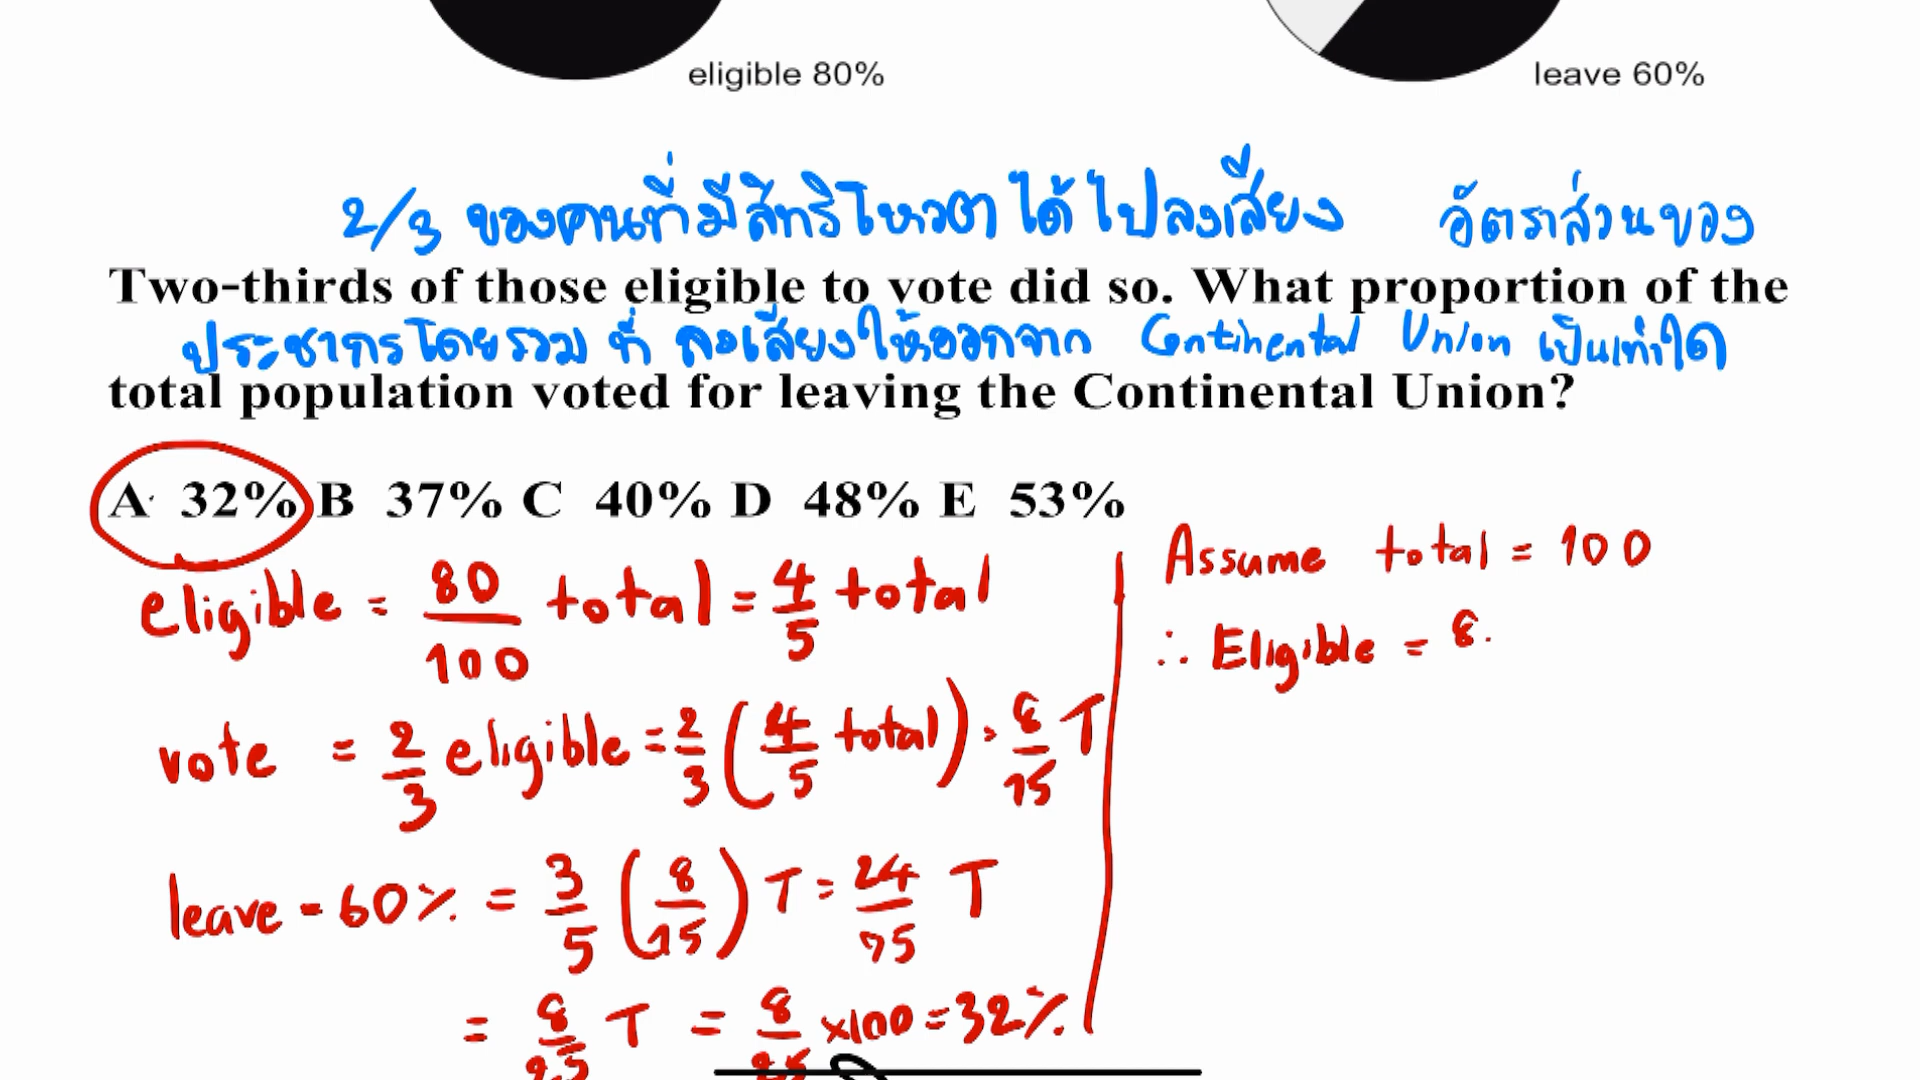 eligible 80%
leave 60%
2/3 ของคนที่มีสิทธิโหวตได้ไปลงเสียง อัตราส่วนของ
Two-thirds of those eligible to vote did so. What proportion of the
ประชากรโดยรวม ที่ ลงเสียงให้ออกจาก Continental Union เป็นเท่าใด
total population voted for leaving the Continental Union?
A 32% B 37% C 40% D 48% E 53%
eligible = 80/100 total = 4/5 total
vote = 2/3 eligible = 2/3 (4/5 total) = 8/15 T
leave = 60% = 3/5 (8/15) T = 24/75 T
= 8/25 T = 8/25 ×100 = 32%
Assume total = 100
∴ Eligible = 8